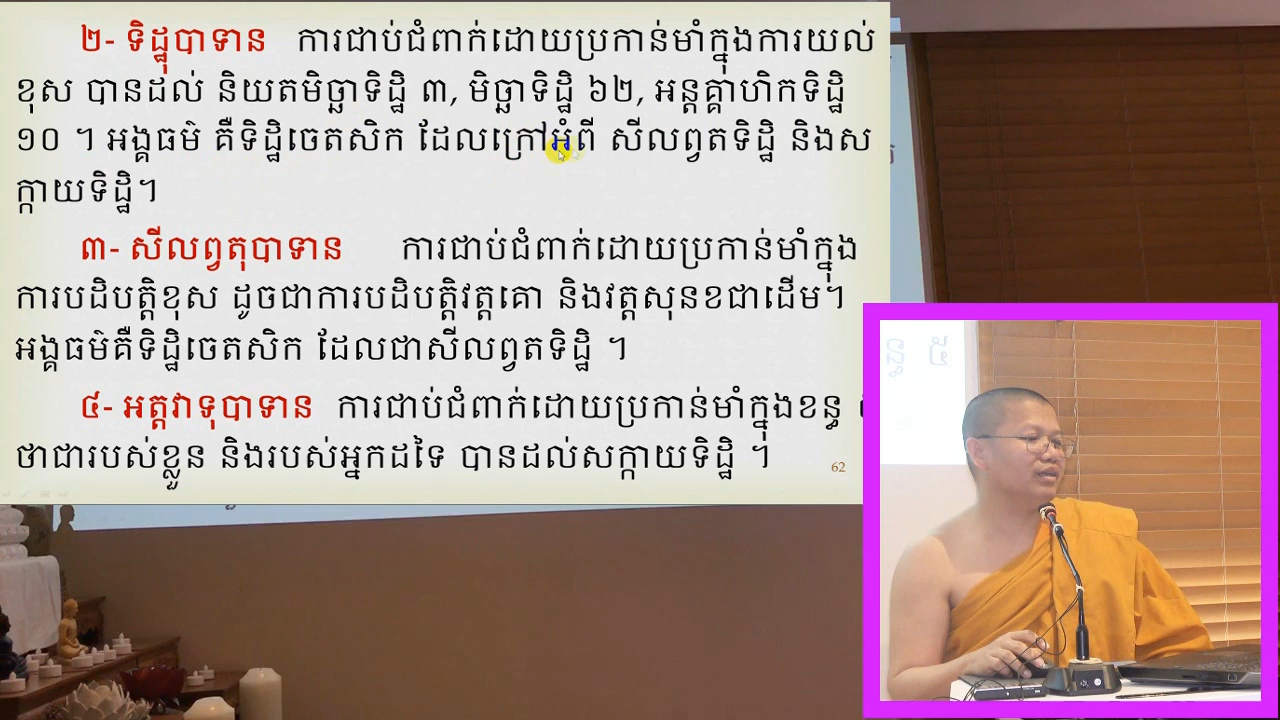 ២- ទិដ្ឋុបាទាន ការជាប់ជំពាក់ដោយប្រកាន់មាំក្នុងការយល់
ខុស បានដល់ និយតមិច្ឆាទិដ្ឋិ ៣, មិច្ឆាទិដ្ឋិ ៦២, អន្តគ្គាហិកទិដ្ឋិ
១០ ។ អង្គធម៌ គឺទិដ្ឋិចេតសិក ដែលក្រៅអំពី សីលព្វតទិដ្ឋិ និងស
ក្កាយទិដ្ឋិ។
៣- សីលព្វតុបាទាន ការជាប់ជំពាក់ដោយប្រកាន់មាំក្នុង
ការបដិបត្តិខុស ដូចជាការបដិបត្តិវត្តគោ និងវត្តសុនខជាដើម។
អង្គធម៌គឺទិដ្ឋិចេតសិក ដែលជាសីលព្វតទិដ្ឋិ ។
៤- អត្តវាទុបាទាន ការជាប់ជំពាក់ដោយប្រកាន់មាំក្នុងខន្ធ
ថាជារបស់ខ្លួន និងរបស់អ្នកដទៃ បានដល់សក្កាយទិដ្ឋិ ។
62